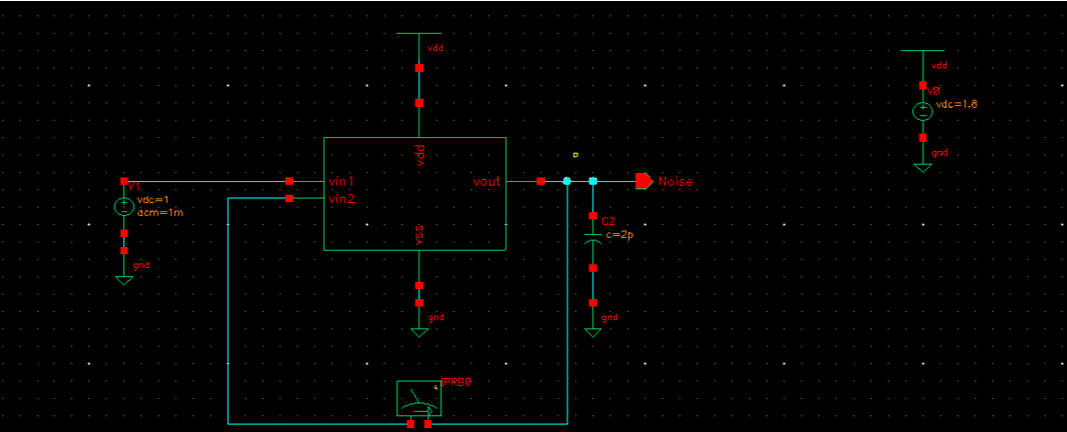 vdd
vdd
V0
vdc=1.8
gnd
vdd
vin1
vout
Noise
V1
vdc=1
acm=1m
vin2
C2
c=2p
vss
gnd
gnd
gnd
IPRB0